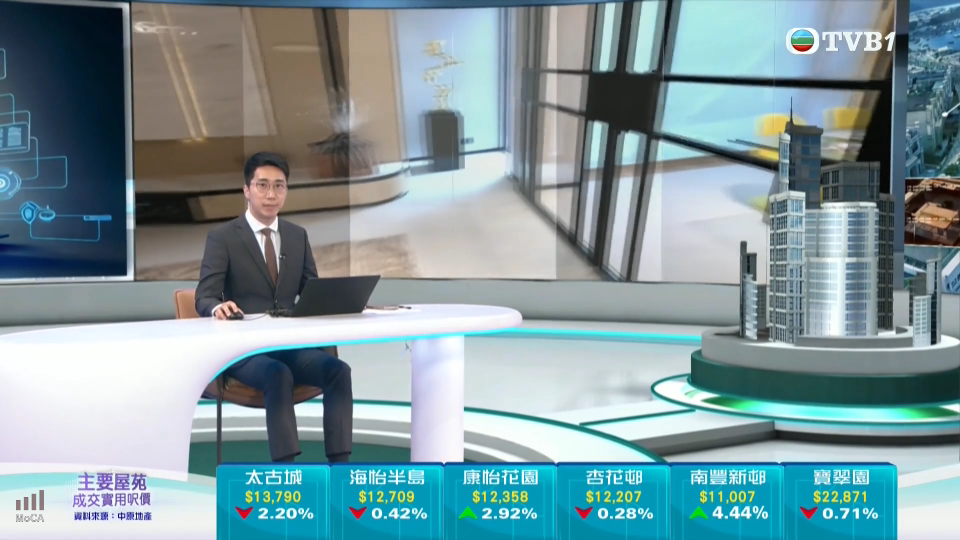 TVB1
主要屋苑
成交實用呎價
資料來源：中原地產
太古城
$13,790
2.20%
海怡半島
$12,709
0.42%
康怡花園
$12,358
2.92%
杏花邨
$12,207
0.28%
南豐新邨
$11,007
4.44%
寶翠園
$22,871
0.71%
MoCA